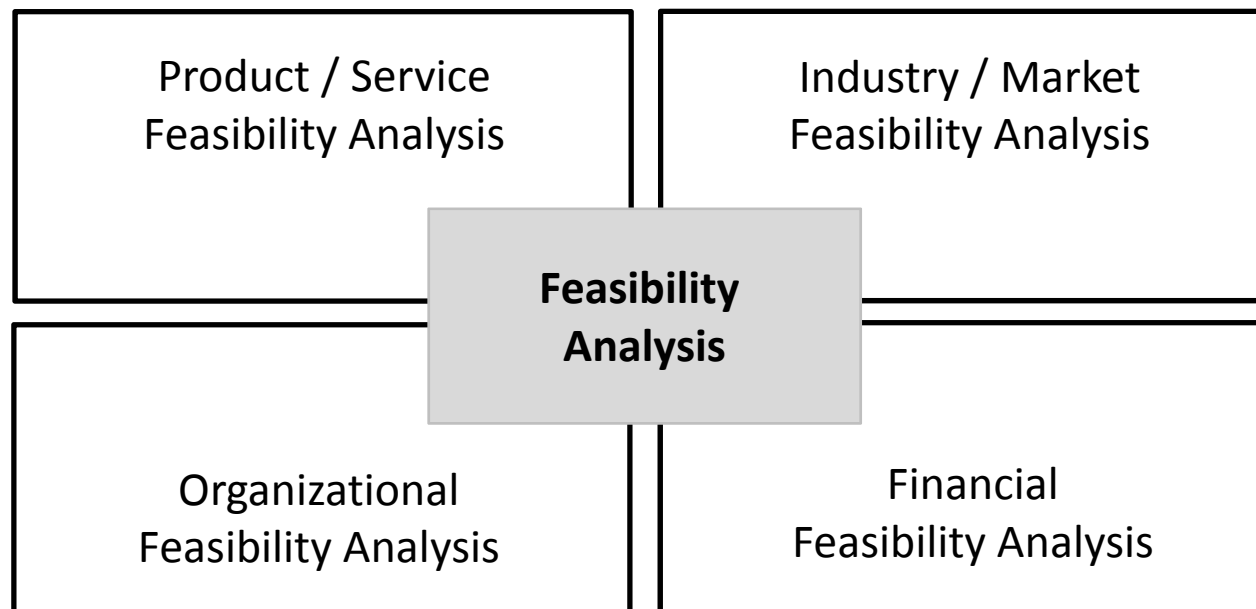 Product / Service
Feasibility Analysis
Industry / Market
Feasibility Analysis
Feasibility
Analysis
Organizational
Feasibility Analysis
Financial
Feasibility Analysis